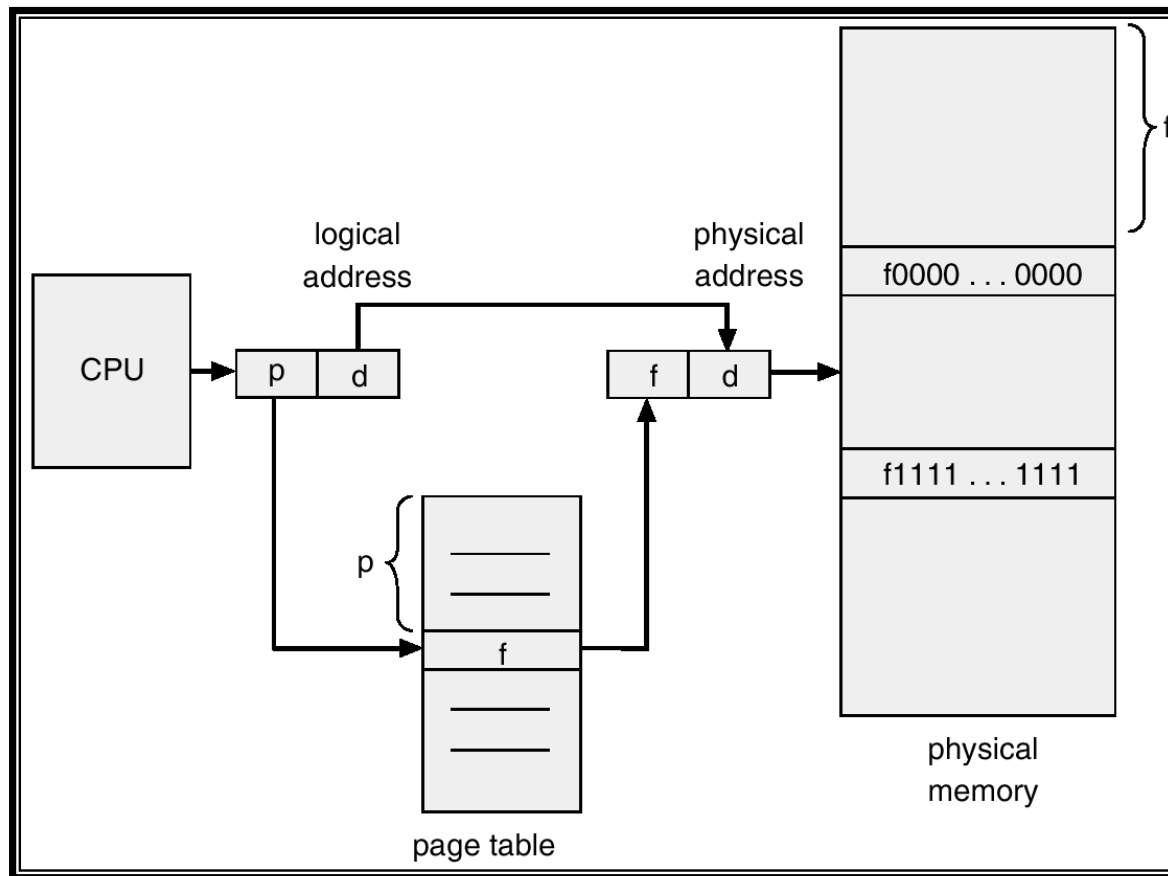 f
logical
address
physical
address
f0000 . . . 0000
CPU
p
d
f
d
f1111 . . . 1111
p
f
physical
memory
page table